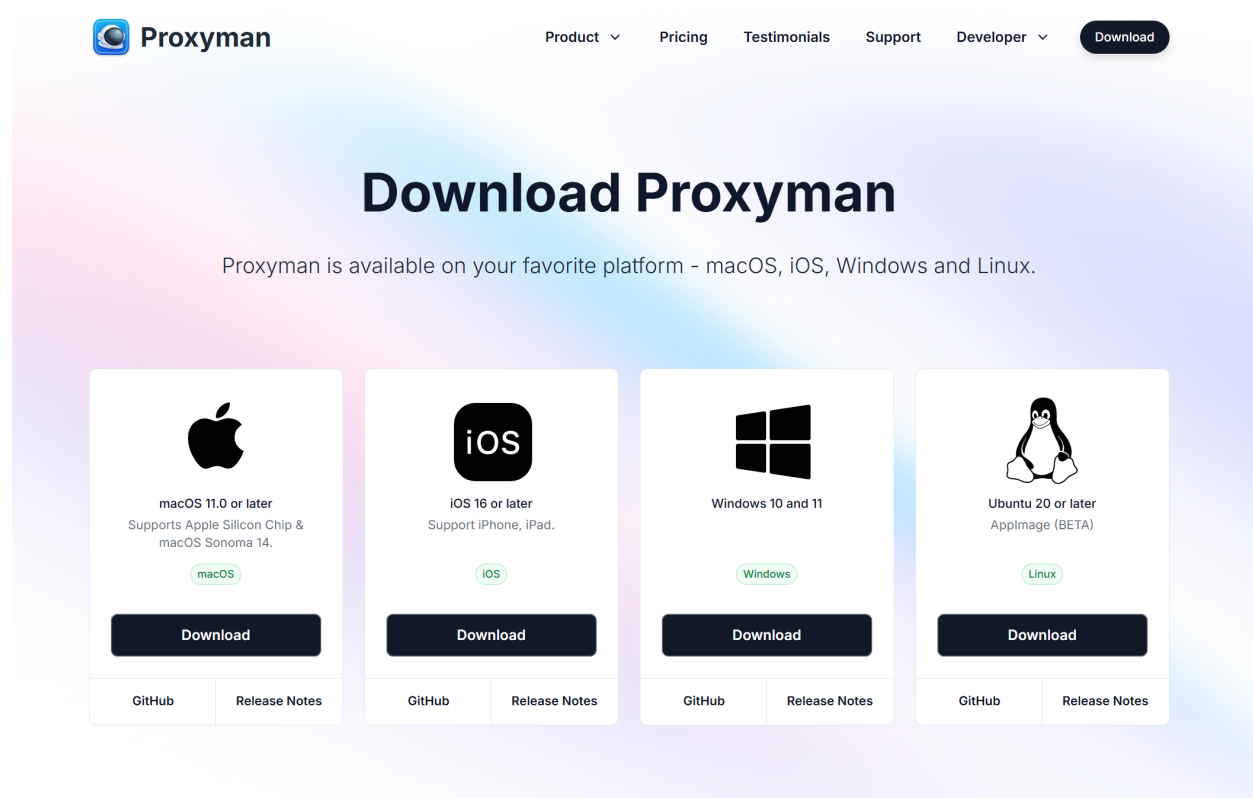 Proxyman
Product
Pricing
Testimonials
Support
Developer
Download
Download Proxyman
Proxyman is available on your favorite platform - macOS, iOS, Windows and Linux.
macOS 11.0 or later
Supports Apple Silicon Chip &
macOS Sonoma 14.
macOS
Download
GitHub
Release Notes
iOS
iOS 16 or later
Support iPhone, iPad.
iOS
Download
GitHub
Release Notes
Windows 10 and 11
Windows
Download
GitHub
Release Notes
Ubuntu 20 or later
AppImage (BETA)
Linux
Download
GitHub
Release Notes